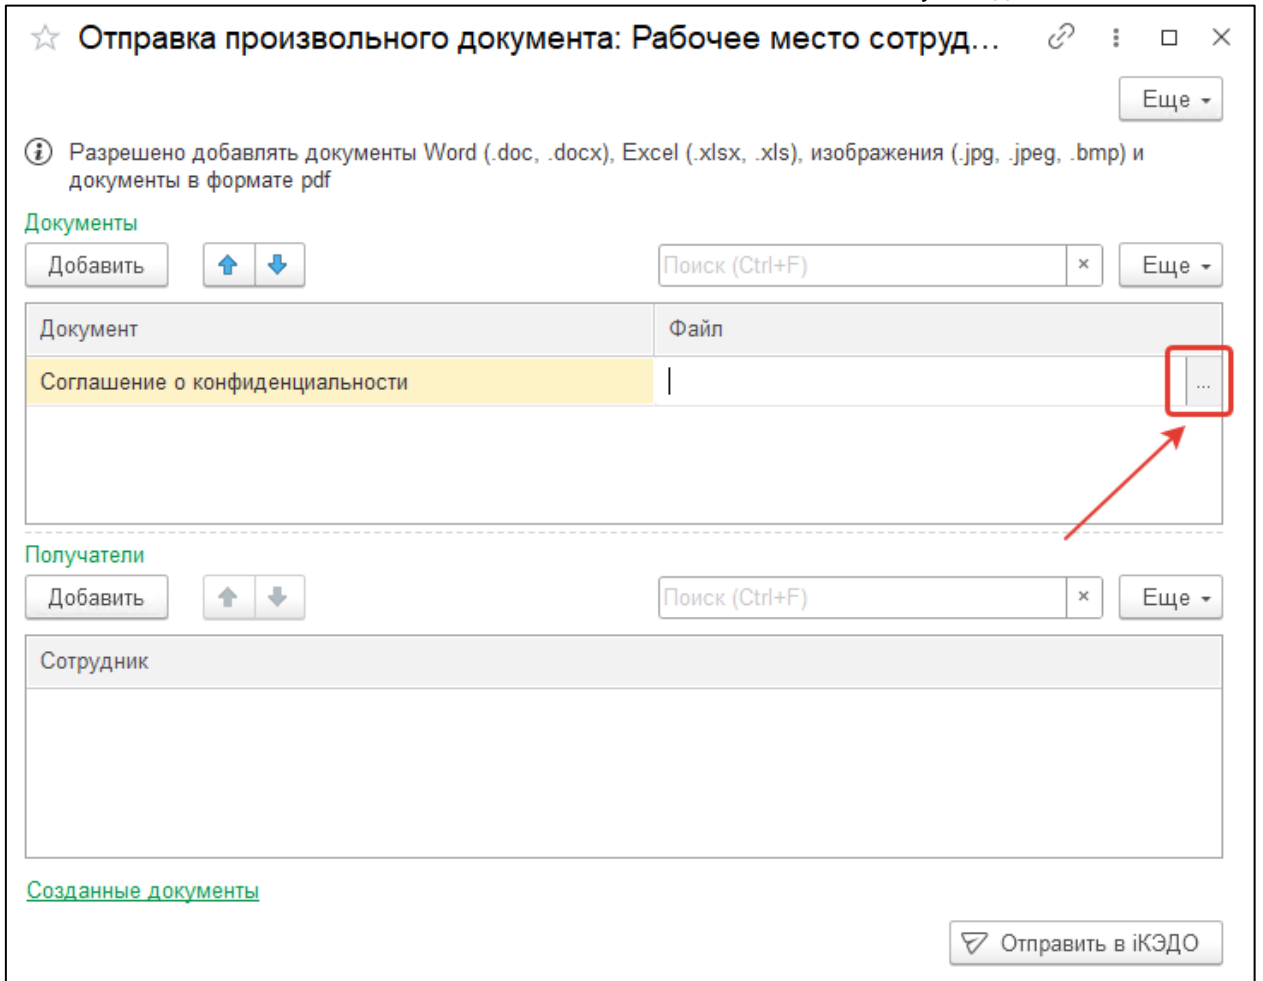 Отправка произвольного документа: Рабочее место сотруд...
Еще
Разрешено добавлять документы Word (.doc, .docx), Excel (.xlsx, .xls), изображения (.jpg, .jpeg, .bmp) и
документы в формате pdf
Документы
Добавить
Поиск (Ctrl+F)
×
Еще
Документ
Файл
Соглашение о конфиденциальности
...
Получатели
Добавить
Поиск (Ctrl+F)
×
Еще
Сотрудник
Созданные документы
Отправить в iКЭДО